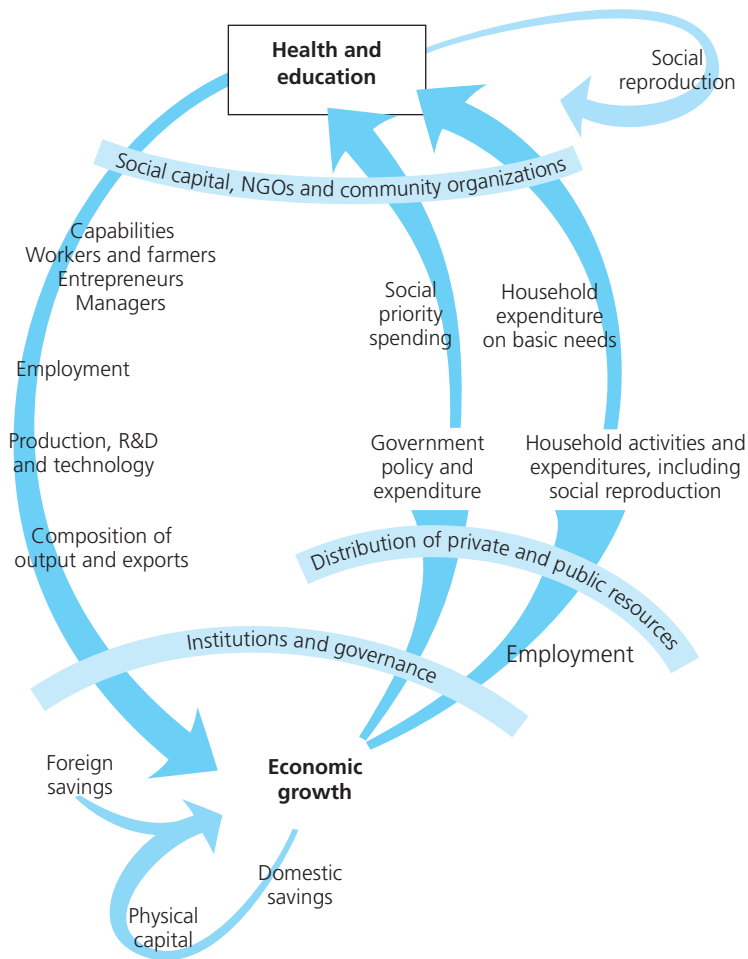 Health and
education
Social
reproduction
Social capital, NGOs and community organizations
Capabilities
Workers and farmers
Entrepreneurs
Managers
Social
priority
spending
Household
expenditure
on basic needs
Employment
Production, R&D
and technology
Government
policy and
expenditure
Household activities and
expenditures, including
social reproduction
Composition of
output and exports
Distribution of private and public resources
Institutions and governance
Employment
Foreign
savings
Economic
growth
Domestic
savings
Physical
capital